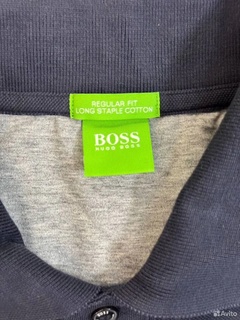 REGULAR FIT
LONG STAPLE COTTON
BOSS
HUGO BOSS
Avito